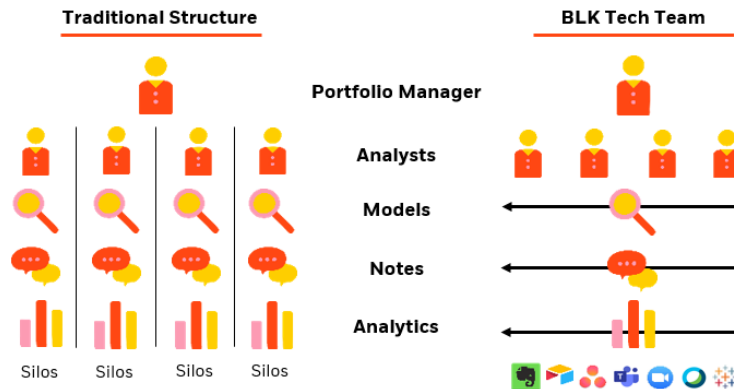 Traditional Structure
BLK Tech Team
Portfolio Manager
Analysts
Models
Notes
Analytics
Silos Silos Silos Silos